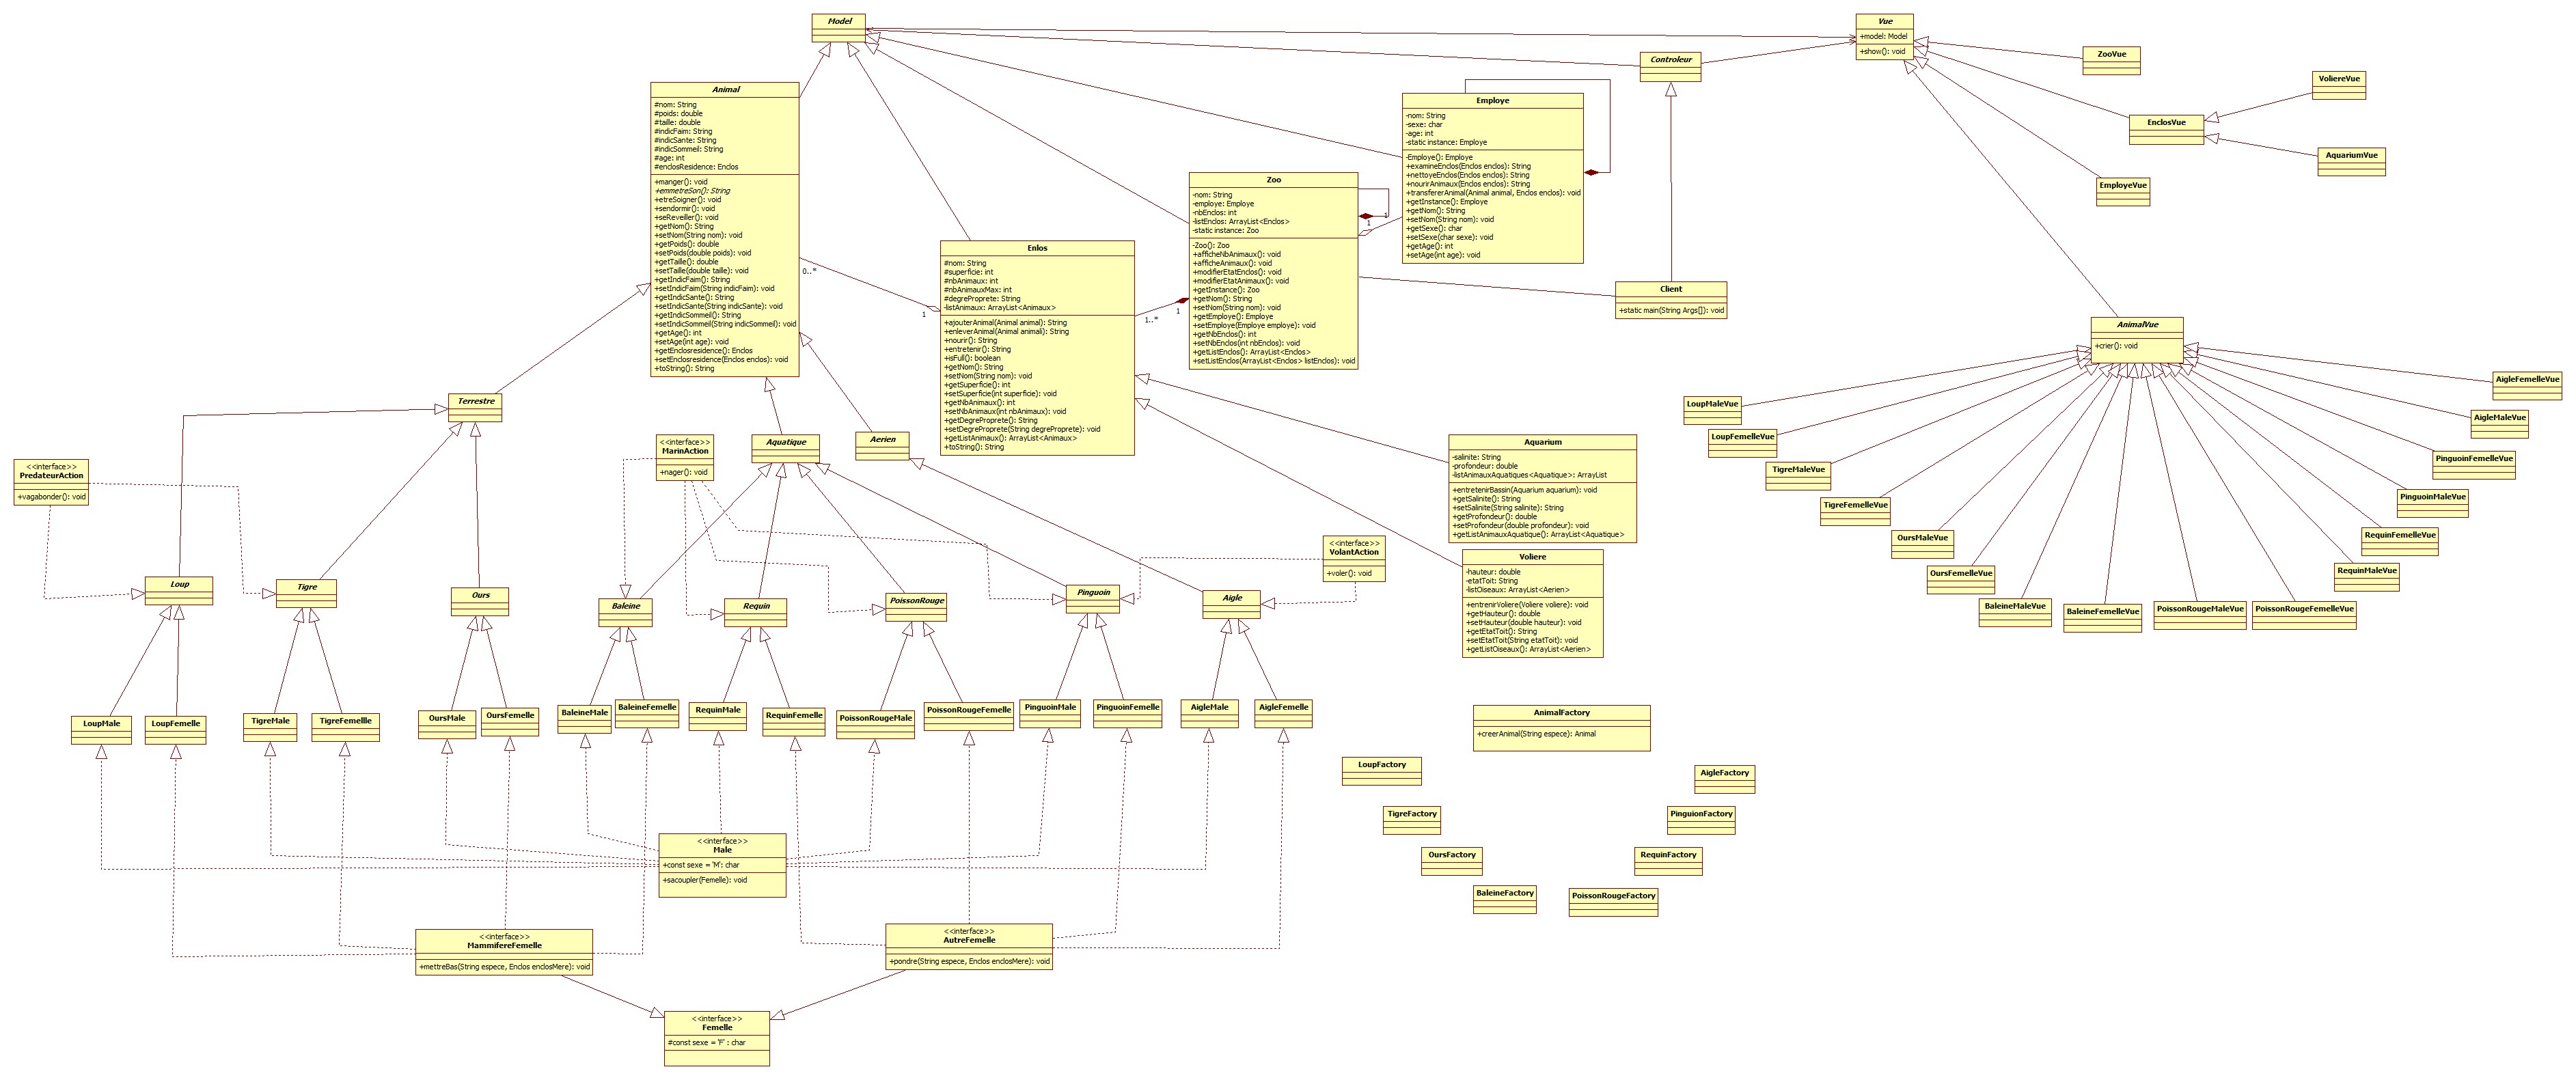 Model
Vue
+model: Model
+show(): void
Controleur
ZooVue
VoliereVue
EnclosVue
AquariumVue
EmployeVue
Animal
#nom: String
#poids: double
#taille: double
#indicFaim: String
#indicSante: String
#indicSommeil: String
#age: int
#enclosResidence: Enclos
+manger(): void
+emmetreSon(): String
+etreSoigner(): void
+sendormir(): void
+seReveiller(): void
+getNom(): String
+setNom(String nom): void
+getPoids(): double
+setPoids(double poids): void
+getTaille(): double
+setTaille(double taille): void
+getIndicFaim(): String
+setIndicFaim(String indicFaim): void
+getIndicSante(): String
+setIndicSante(String indicSante): void
+getIndicSommeil(): String
+setIndicSommeil(String indicSommeil): void
+getAge(): int
+setAge(int age): void
+getEnclosresidence(): Enclos
+setEnclosresidence(Enclos enclos): void
+toString(): String
Employe
-nom: String
-sexe: char
-age: int
-static instance: Employe
-Employe(): Employe
+examineEnclos(Enclos enclos): String
+nettoyeEnclos(Enclos enclos): String
+nourirAnimaux(Enclos enclos): String
+transfererAnimal(Animal animal, Enclos enclos): void
+getInstance(): Employe
+getNom(): String
+setNom(String nom): void
+getSexe(): char
+setSexe(char sexe): void
+getAge(): int
+setAge(int age): void
Zoo
-nom: String
-employe: Employe
-nbEnclos: int
-listEnclos: ArrayList<Enclos>
-static instance: Zoo
-Zoo(): Zoo
+afficheNbAnimaux(): void
+afficheAnimaux(): void
+modifierEtatEnclos(): void
+modifierEtatAnimaux(): void
+getInstance(): Zoo
+getNom(): String
+setNom(String nom): void
+getEmploye(): Employe
+setEmploye(Employe employe): void
+getNbEnclos(): int
+setNbEnclos(int nbEnclos): void
+getListEnclos(): ArrayList<Enclos>
+setListEnclos(ArrayList<Enclos> listEnclos): void
1
1
0..*
1
1..*
1
Enlos
#nom: String
#superficie: int
#nbAnimaux: int
#nbAnimauxMax: int
#degreProprete: String
-listAnimaux: ArrayList<Animaux>
+ajouterAnimal(Animal animal): String
+enleverAnimal(Animal animali): String
+nourir(): String
+entretenir(): String
+isFull(): boolean
+getNom(): String
+setNom(String nom): void
+getSuperficie(): int
+setSuperficie(int superficie): void
+getNbAnimaux(): int
+setNbAnimaux(int nbAnimaux): void
+getDegreProprete(): String
+setDegreProprete(String degreProprete): void
+getListAnimaux(): ArrayList<Animaux>
+toString(): String
Client
+static main(String Args[]): void
AnimalVue
+crier(): void
AigleFemelleVue
LoupMaleVue
AigleMaleVue
LoupFemelleVue
PinguoinFemelleVue
TigreMaleVue
PinguoinMaleVue
TigreFemelleVue
RequinFemelleVue
OursMaleVue
RequinMaleVue
OursFemelleVue
BaleineMaleVue
BaleineFemelleVue
PoissonRougeMaleVue
PoissonRougeFemelleVue
Terrestre
<<interface>>
MarinAction
+nager(): void
Aquatique
Aerien
Aquarium
-salinite: String
-profondeur: double
-listAnimauxAquatiques<Aquatique>: ArrayList
+entretenirBassin(Aquarium aquarium): void
+getSalinite(): String
+setSalinite(String salinite): String
+getProfondeur(): double
+setProfondeur(double profondeur): void
+getListAnimauxAquatique(): ArrayList<Aquatique>
<<interface>>
PredateurAction
+vagabonder(): void
<<interface>>
VolantAction
+voler(): void
Voliere
-hauteur: double
-etatToit: String
-listOiseaux: ArrayList<Aerien>
+entrenirVoliere(Voliere voliere): void
+getHauteur(): double
+setHauteur(double hauteur): void
+getEtatToit(): String
+setEtatToit(String etatToit): void
+getListOiseaux(): ArrayList<Aerien>
Loup
Tigre
Ours
Baleine
Requin
PoissonRouge
Pinguoin
Aigle
LoupMale
LoupFemelle
TigreMale
TigreFemellle
OursMale
OursFemelle
BaleineMale
BaleineFemelle
RequinMale
RequinFemelle
PoissonRougeMale
PoissonRougeFemelle
PinguoinMale
PinguoinFemelle
AigleMale
AigleFemelle
AnimalFactory
+creerAnimal(String espece): Animal
LoupFactory
AigleFactory
TigreFactory
PinguionFactory
OursFactory
RequinFactory
BaleineFactory
PoissonRougeFactory
<<interface>>
Male
+const sexe = 'M': char
+sacoupler(Femelle): void
<<interface>>
MammifereFemelle
+mettreBas(String espece, Enclos enclosMere): void
<<interface>>
AutreFemelle
+pondre(String espece, Enclos enclosMere): void
<<interface>>
Femelle
#const sexe = 'F' : char